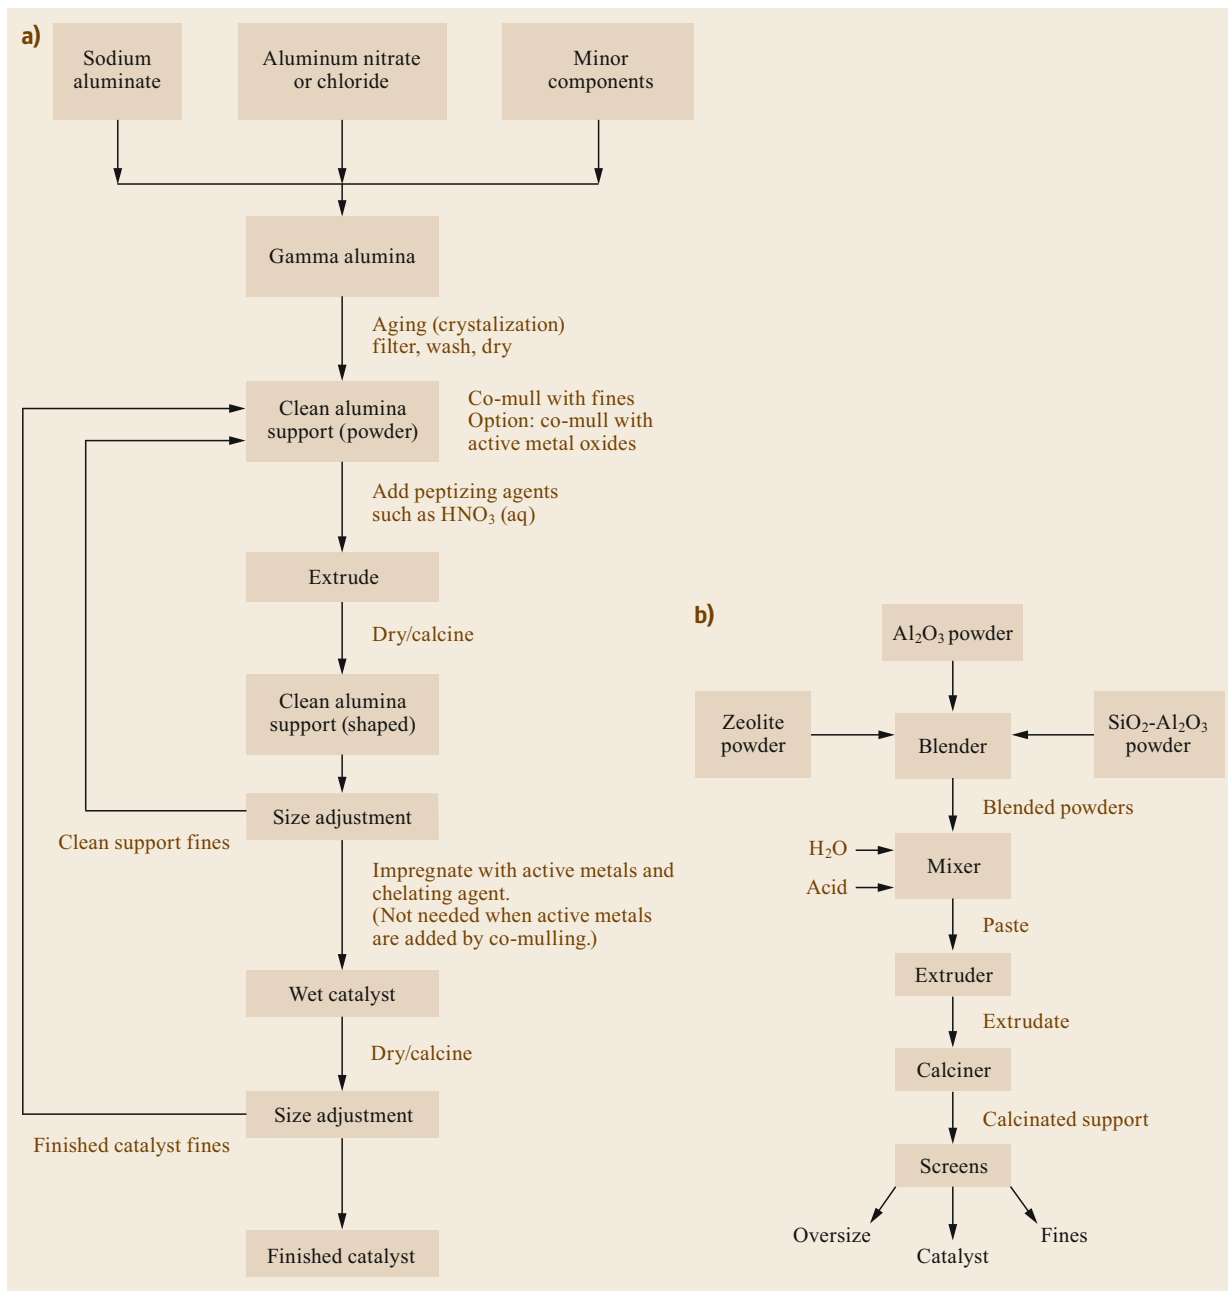 a)
Sodium
aluminate
Aluminum nitrate
or chloride
Minor
components
Gamma alumina
Aging (crystalization)
filter, wash, dry
Clean alumina
support (powder)
Co-mull with fines
Option: co-mull with
active metal oxides
Add peptizing agents
such as HNO₃ (aq)
Extrude
Dry/calcine
Clean alumina
support (shaped)
Size adjustment
Clean support fines
Impregnate with active metals and
chelating agent.
(Not needed when active metals
are added by co-mulling.)
Wet catalyst
Dry/calcine
Size adjustment
Finished catalyst fines
Finished catalyst
b)
Al₂O₃ powder
Zeolite
powder
Blender
SiO₂-Al₂O₃
powder
Blended powders
H₂O
Acid
Mixer
Paste
Extruder
Extrudate
Calciner
Calcinated support
Screens
Oversize
Catalyst
Fines